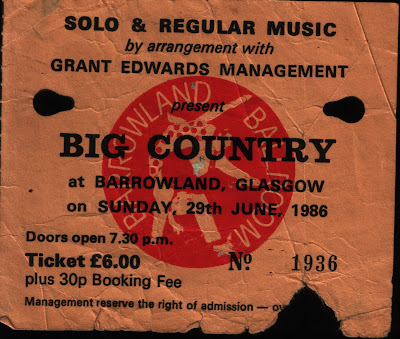 SOLO & REGULAR MUSIC
by arrangement with
GRANT EDWARDS MANAGEMENT
present
BARROWLAND BALLROOM
BIG COUNTRY
at BARROWLAND, GLASGOW
on SUNDAY, 29th JUNE, 1986
Doors open 7.30 p.m.
Ticket £6.00
Nº 1936
plus 30p Booking Fee
Management reserve the right of admission —